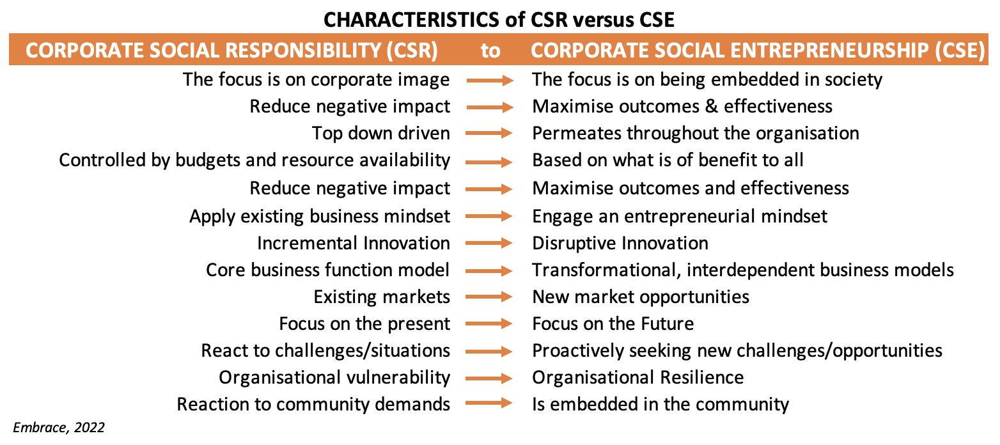 CHARACTERISTICS of CSR versus CSE
CORPORATE SOCIAL RESPONSIBILITY (CSR) to CORPORATE SOCIAL ENTREPRENEURSHIP (CSE)
The focus is on corporate image The focus is on being embedded in society
Reduce negative impact Maximise outcomes & effectiveness
Top down driven Permeates throughout the organisation
Controlled by budgets and resource availability Based on what is of benefit to all
Reduce negative impact Maximise outcomes and effectiveness
Apply existing business mindset Engage an entrepreneurial mindset
Incremental Innovation Disruptive Innovation
Core business function model Transformational, interdependent business models
Existing markets New market opportunities
Focus on the present Focus on the Future
React to challenges/situations Proactively seeking new challenges/opportunities
Organisational vulnerability Organisational Resilience
Reaction to community demands Is embedded in the community
Embrace, 2022